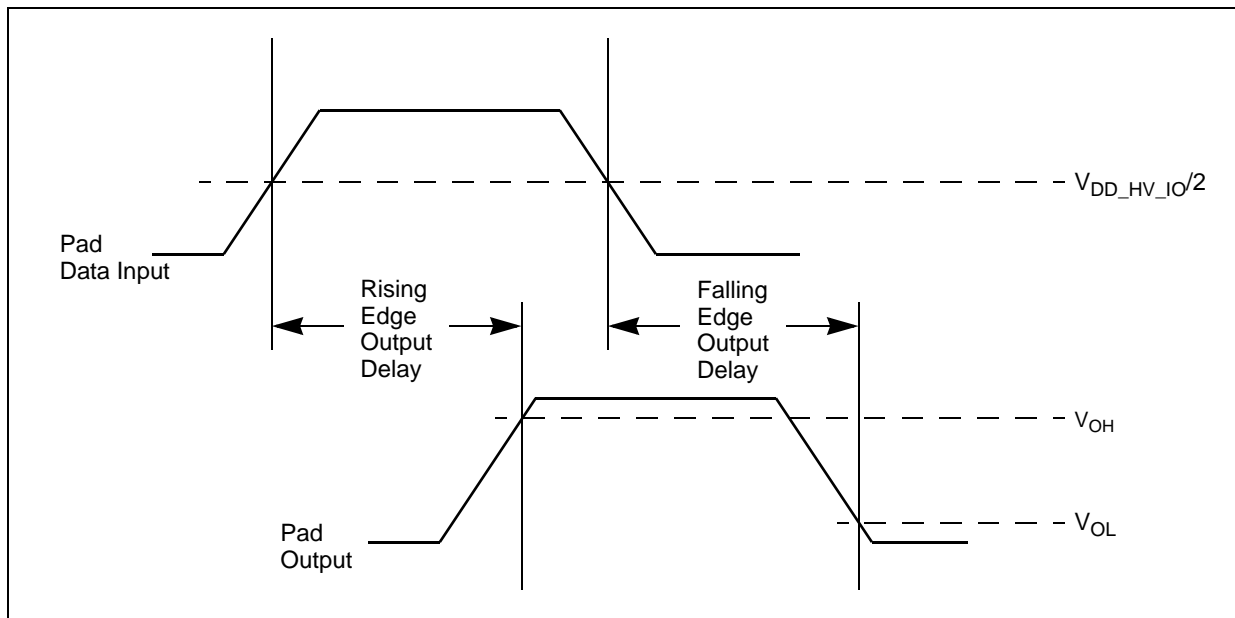 V_DD_HV_IO/2
Pad
Data Input
Rising
Edge
Output
Delay
Falling
Edge
Output
Delay
V_OH
V_OL
Pad
Output